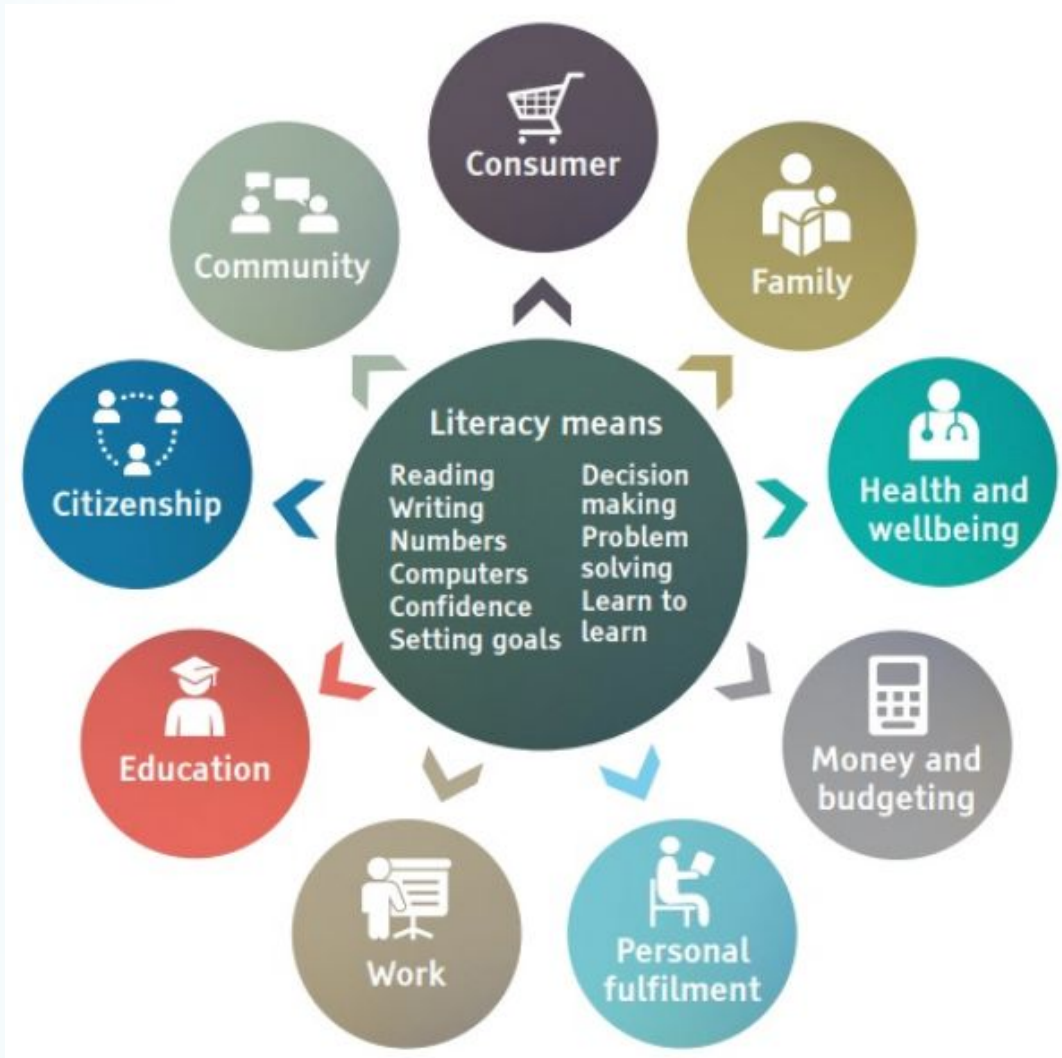 Consumer
Family
Health and
wellbeing
Money and
budgeting
Personal
fulfilment
Work
Education
Citizenship
Community
Literacy means
Reading
Writing
Numbers
Computers
Confidence
Setting goals
Decision
making
Problem
solving
Learn to
learn